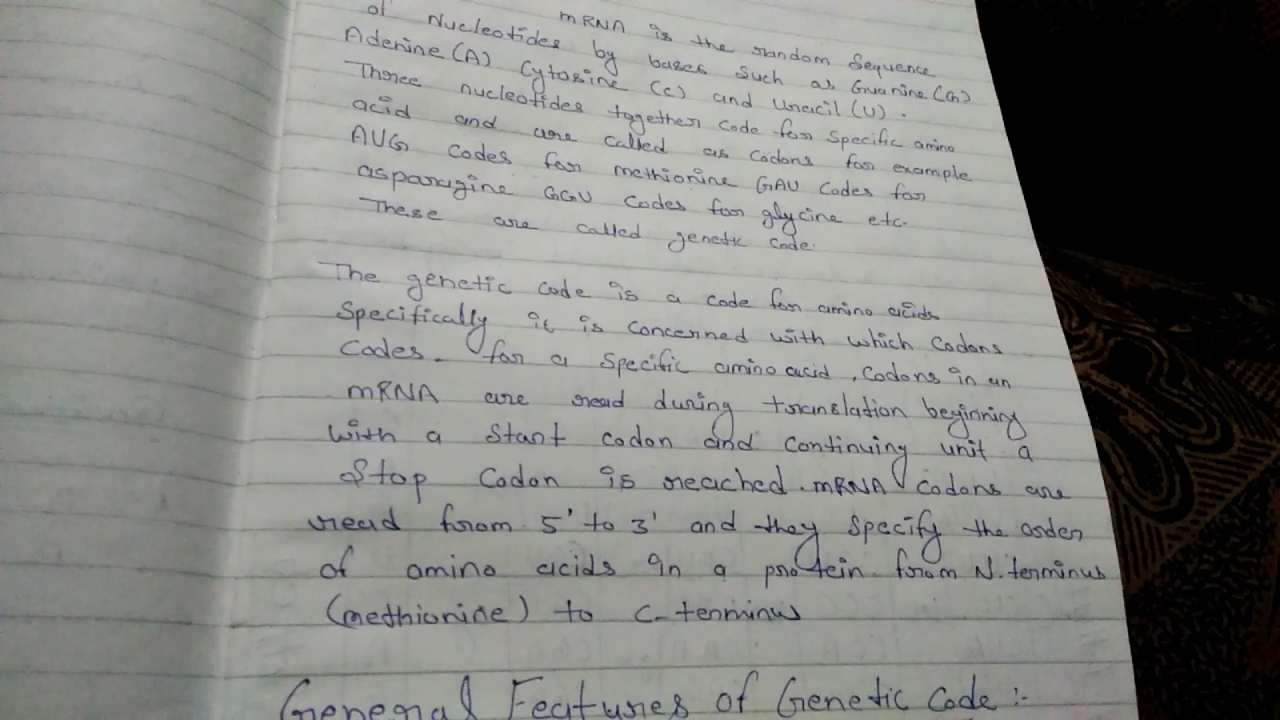 mRNA is the random Sequence
of Nucleotides by bases such as Guanine (G)
Adenine (A) Cytosine (C) and Uracil (U).
Three nucleotides together code for specific amino
acid and are called as codons for example
AUG codes for methionine GAU codes for
asparagine GGU codes for glycine etc.
These are called genetic code.
The genetic code is a code for amino acids
Specifically it is concerned with which codons
codes. for a specific amino acid, codons in an
mRNA are read during translation beginning
with a Start codon and continuing unit a
Stop Codon is reached. mRNA codons are
read from 5' to 3' and they specify the order
of amino acids in a protein from N.terminus
(methionine) to C-terminus
General Features of Genetic Code :-